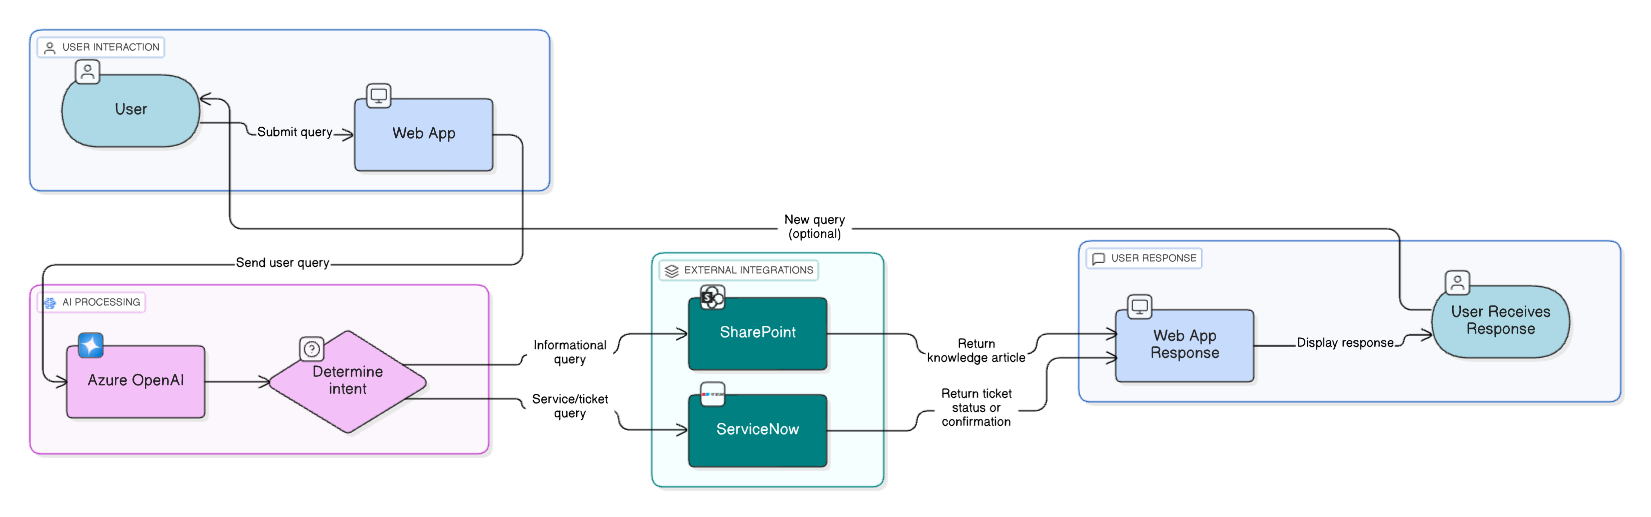 USER INTERACTION
User
Submit query
Web App
New query
(optional)
Send user query
AI PROCESSING
Azure OpenAI
Determine
intent
Informational
query
Service/ticket
query
EXTERNAL INTEGRATIONS
SharePoint
ServiceNow
Return
knowledge article
Return ticket
status or
confirmation
USER RESPONSE
Web App
Response
Display response
User Receives
Response